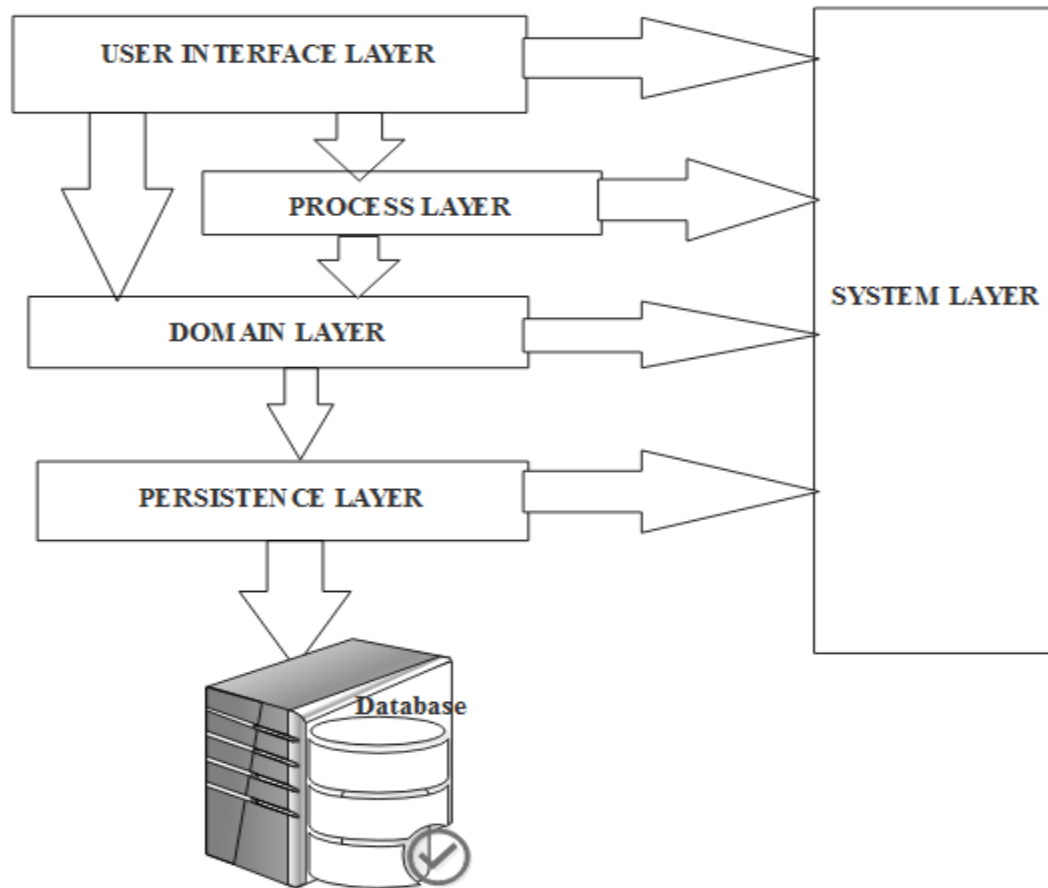 USER INTERFACE LAYER
PROCESS LAYER
SYSTEM LAYER
DOMAIN LAYER
PERSISTENCE LAYER
Database